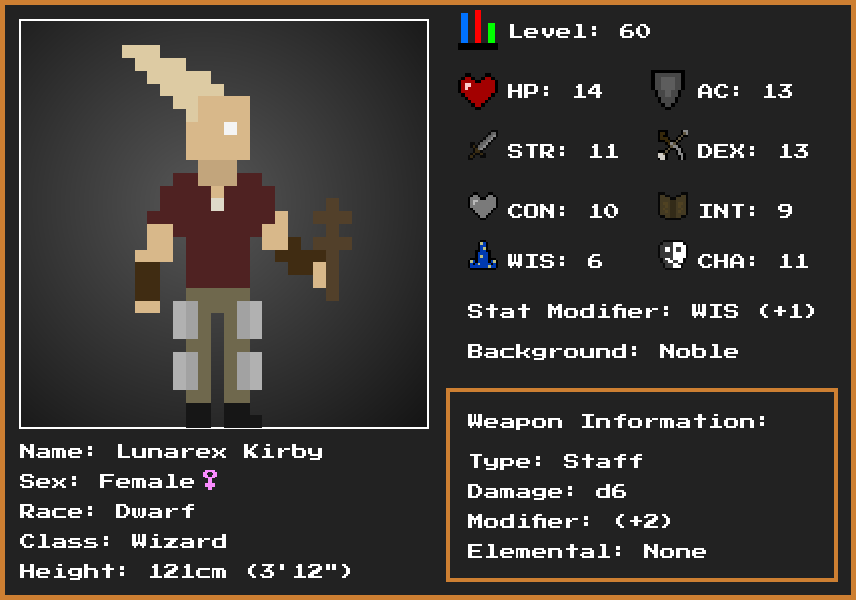 Level: 60
HP: 14
AC: 13
STR: 11
DEX: 13
CON: 10
INT: 9
WIS: 6
CHA: 11
Stat Modifier: WIS (+1)
Background: Noble
Weapon Information:
Type: Staff
Damage: d6
Modifier: (+2)
Elemental: None
Name: Lunarex Kirby
Sex: Female♀
Race: Dwarf
Class: Wizard
Height: 121cm (3'12")